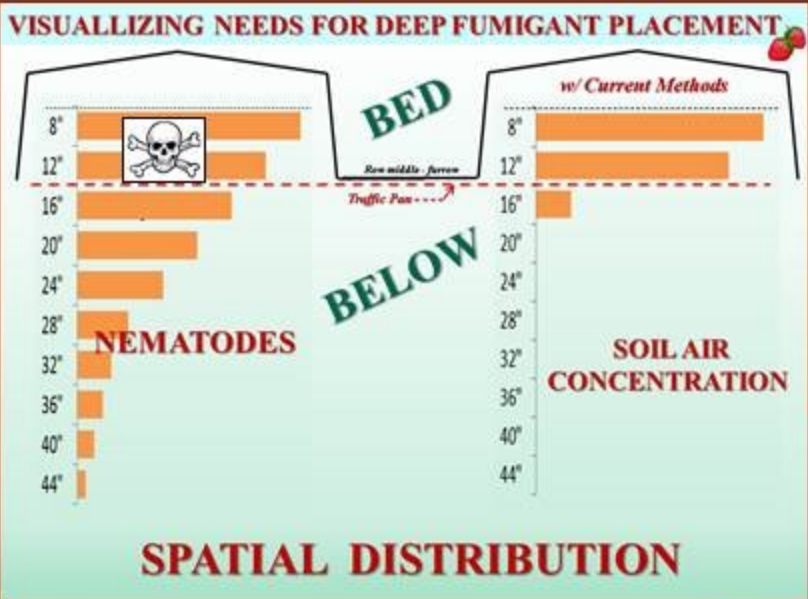 VISUALLIZING NEEDS FOR DEEP FUMIGANT PLACEMENT
w/ Current Methods
BED
8"
12"
16"
20"
24"
28"
32"
36"
40"
44"
Row middle - furrow
Traffic Pan
BELOW
NEMATODES
8"
12"
16"
20"
24"
28"
32"
36"
40"
44"
SOIL AIR
CONCENTRATION
SPATIAL DISTRIBUTION